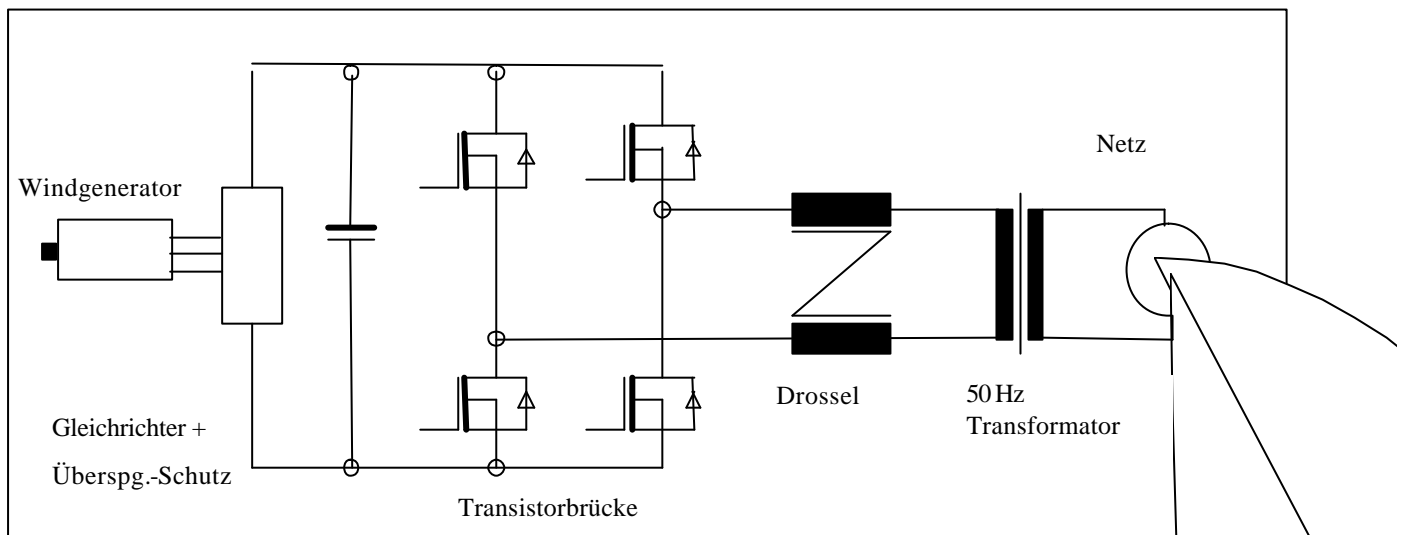 Netz
Windgenerator
Drossel
50 Hz
Transformator
Gleichrichter +
Überspg.-Schutz
Transistorbrücke